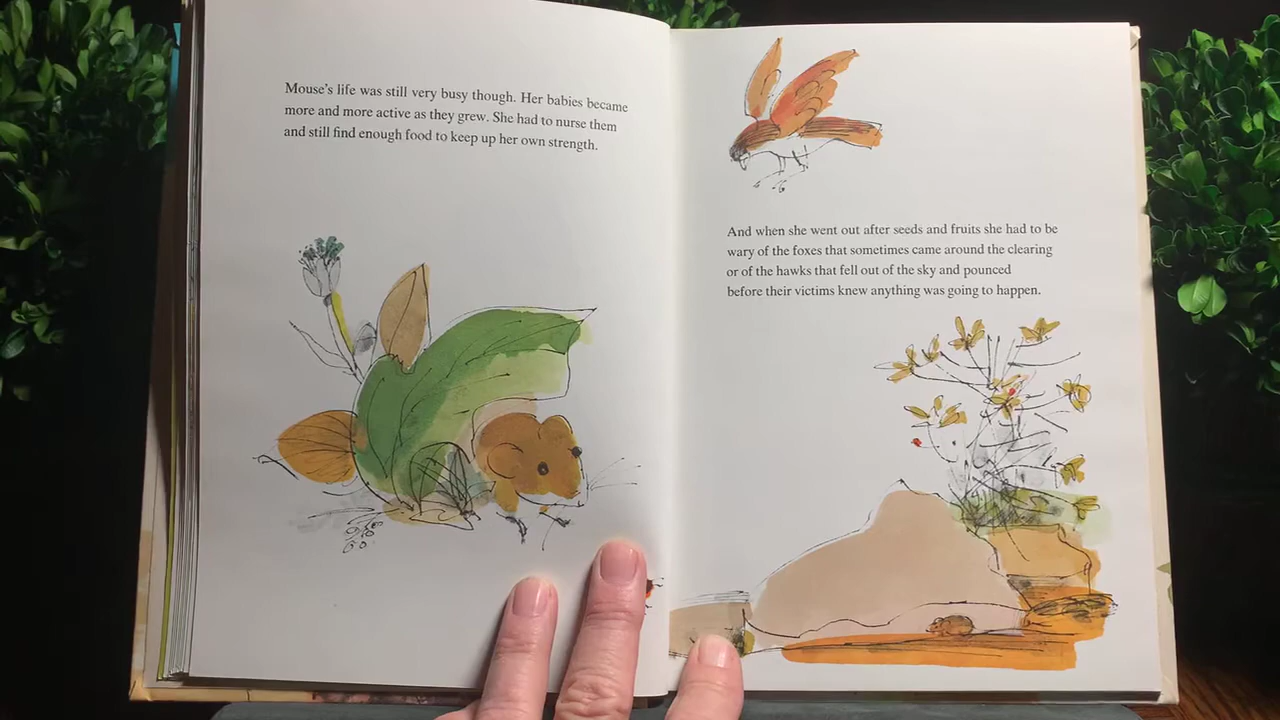 Mouse's life was still very busy though. Her babies became
more and more active as they grew. She had to nurse them
and still find enough food to keep up her own strength.
And when she went out after seeds and fruits she had to be
wary of the foxes that sometimes came around the clearing
or of the hawks that fell out of the sky and pounced
before their victims knew anything was going to happen.